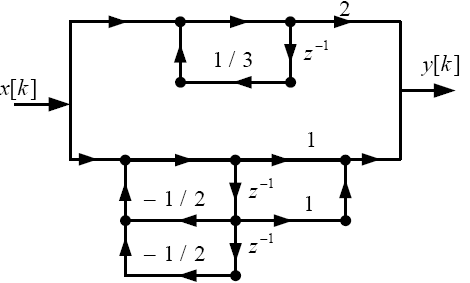 2
z⁻¹
1 / 3
y[k]
x[k]
1
− 1 / 2
z⁻¹
1
− 1 / 2
z⁻¹